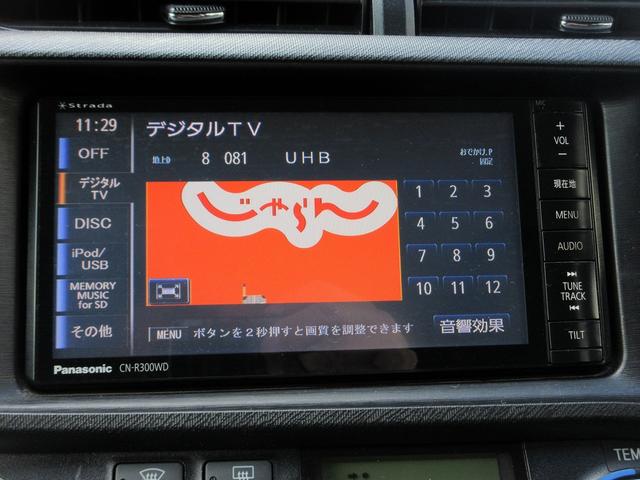 Strada
MIC
11:29
デジタルTV
地上D 8 081 UHB
おでかけ.P
固定
OFF
デジタル
TV
DISC
iPod/
USB
MEMORY
MUSIC
for SD
その他
じゃらん
1 2 3
4 5 6
7 8 9
10 11 12
MENU ボタンを2秒押すと画質を調整できます
音響効果
+
VOL
−
現在地
MENU
AUDIO
TUNE
TRACK
TILT
Panasonic CN-R300WD
TEM